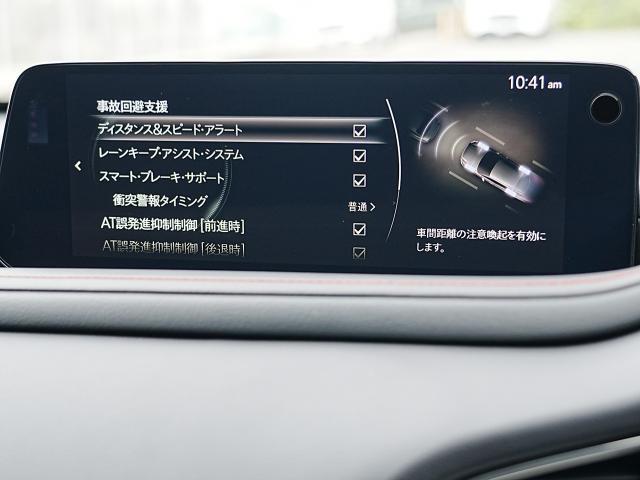 10:41 am
事故回避支援
ディスタンス&スピード・アラート
レーンキープ・アシスト・システム
スマート・ブレーキ・サポート
衝突警報タイミング 普通
AT誤発進抑制制御 [前進時]
AT誤発進抑制制御 [後退時]
車間距離の注意喚起を有効に
します。